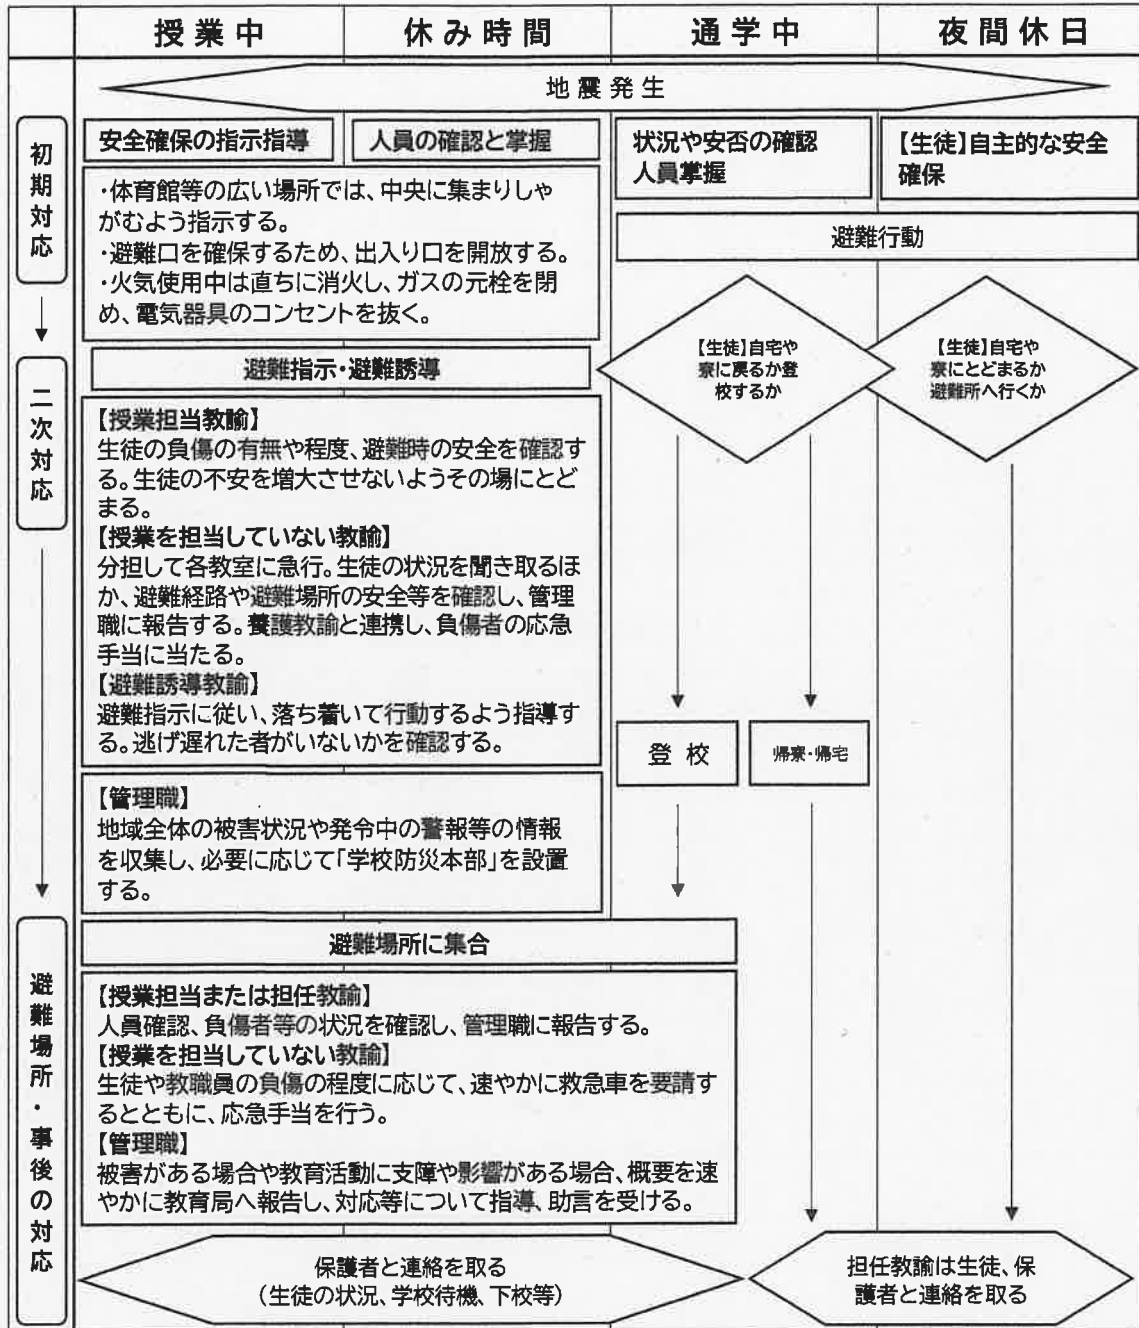 授業中
休み時間
通学中
夜間休日
地震発生
初期対応
安全確保の指示指導
人員の確認と掌握
状況や安否の確認
人員掌握
【生徒】自主的な安全
確保
・体育館等の広い場所では、中央に集まりしゃ
がむよう指示する。
・避難口を確保するため、出入り口を開放する。
・火気使用中は直ちに消火し、ガスの元栓を閉
め、電気器具のコンセントを抜く。
避難行動
【生徒】自宅や
寮に戻るか登
校するか
【生徒】自宅や
寮にとどまるか
避難所へ行くか
二次対応
避難指示・避難誘導
【授業担当教諭】
生徒の負傷の有無や程度、避難時の安全を確認す
る。生徒の不安を増大させないようその場にとど
まる。
【授業を担当していない教諭】
分担して各教室に急行。生徒の状況を聞き取るほ
か、避難経路や避難場所の安全等を確認し、管理
職に報告する。養護教諭と連携し、負傷者の応急
手当に当たる。
【避難誘導教諭】
避難指示に従い、落ち着いて行動するよう指導す
る。逃げ遅れた者がいないかを確認する。
登校
帰寮・帰宅
【管理職】
地域全体の被害状況や発令中の警報等の情報
を収集し、必要に応じて「学校防災本部」を設置
する。
避難場所・事後の対応
避難場所に集合
【授業担当または担任教諭】
人員確認、負傷者等の状況を確認し、管理職に報告する。
【授業を担当していない教諭】
生徒や教職員の負傷の程度に応じて、速やかに救急車を要請す
るとともに、応急手当を行う。
【管理職】
被害がある場合や教育活動に支障や影響がある場合、概要を速
やかに教育局へ報告し、対応等について指導、助言を受ける。
保護者と連絡を取る
（生徒の状況、学校待機、下校等）
担任教諭は生徒、保
護者と連絡を取る